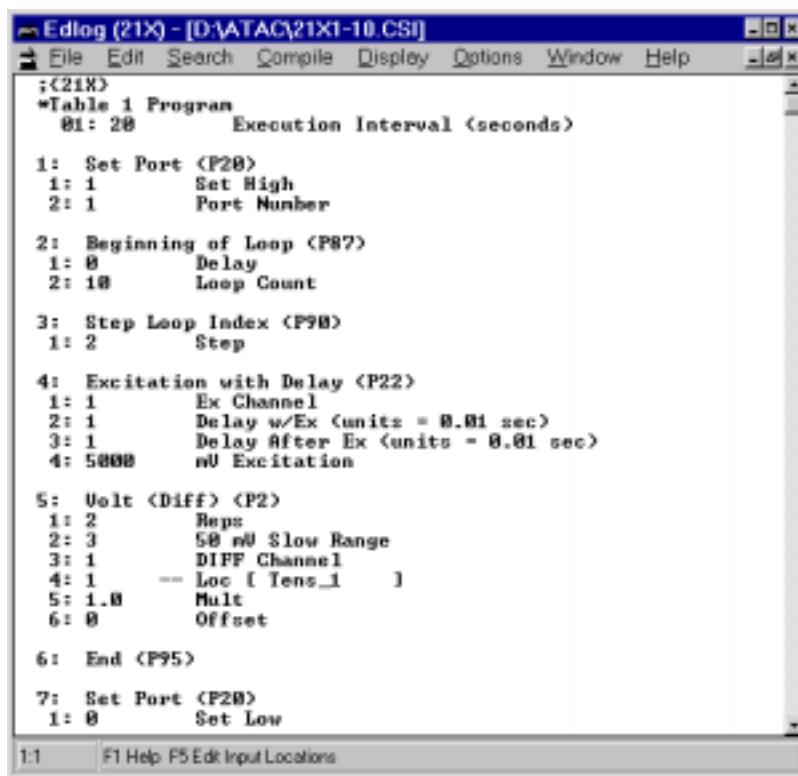 Edlog (21X) - [D:\ATAC\21X1-10.CSI]
File Edit Search Compile Display Options Window Help
;{21X}
*Table 1 Program
01: 20 Execution Interval (seconds)
1: Set Port (P20)
1: 1 Set High
2: 1 Port Number
2: Beginning of Loop (P87)
1: 0 Delay
2: 10 Loop Count
3: Step Loop Index (P90)
1: 2 Step
4: Excitation with Delay (P22)
1: 1 Ex Channel
2: 1 Delay w/Ex (units = 0.01 sec)
3: 1 Delay After Ex (units = 0.01 sec)
4: 5000 mV Excitation
5: Volt (Diff) (P2)
1: 2 Reps
2: 3 50 mV Slow Range
3: 1 DIFF Channel
4: 1 -- Loc [ Tens_1 ]
5: 1.0 Mult
6: 0 Offset
6: End (P95)
7: Set Port (P20)
1: 0 Set Low
1:1 F1 Help F5 Edit Input Locations